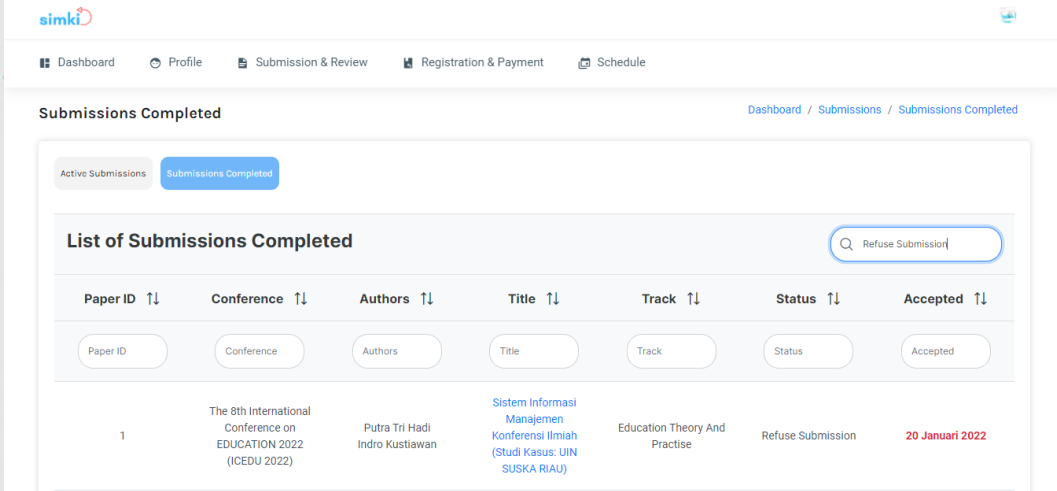 simki
Dashboard Profile Submission & Review Registration & Payment Schedule
Submissions Completed
Dashboard / Submissions / Submissions Completed
Active Submissions Submissions Completed
List of Submissions Completed
Refuse Submission
Paper ID Conference Authors Title Track Status Accepted
Paper ID Conference Authors Title Track Status Accepted
1
The 8th International
Conference on
EDUCATION 2022
(ICEDU 2022)
Putra Tri Hadi
Indro Kustiawan
Sistem Informasi
Manajemen
Konferensi Ilmiah
(Studi Kasus: UIN
SUSKA RIAU)
Education Theory And
Practise
Refuse Submission
20 Januari 2022